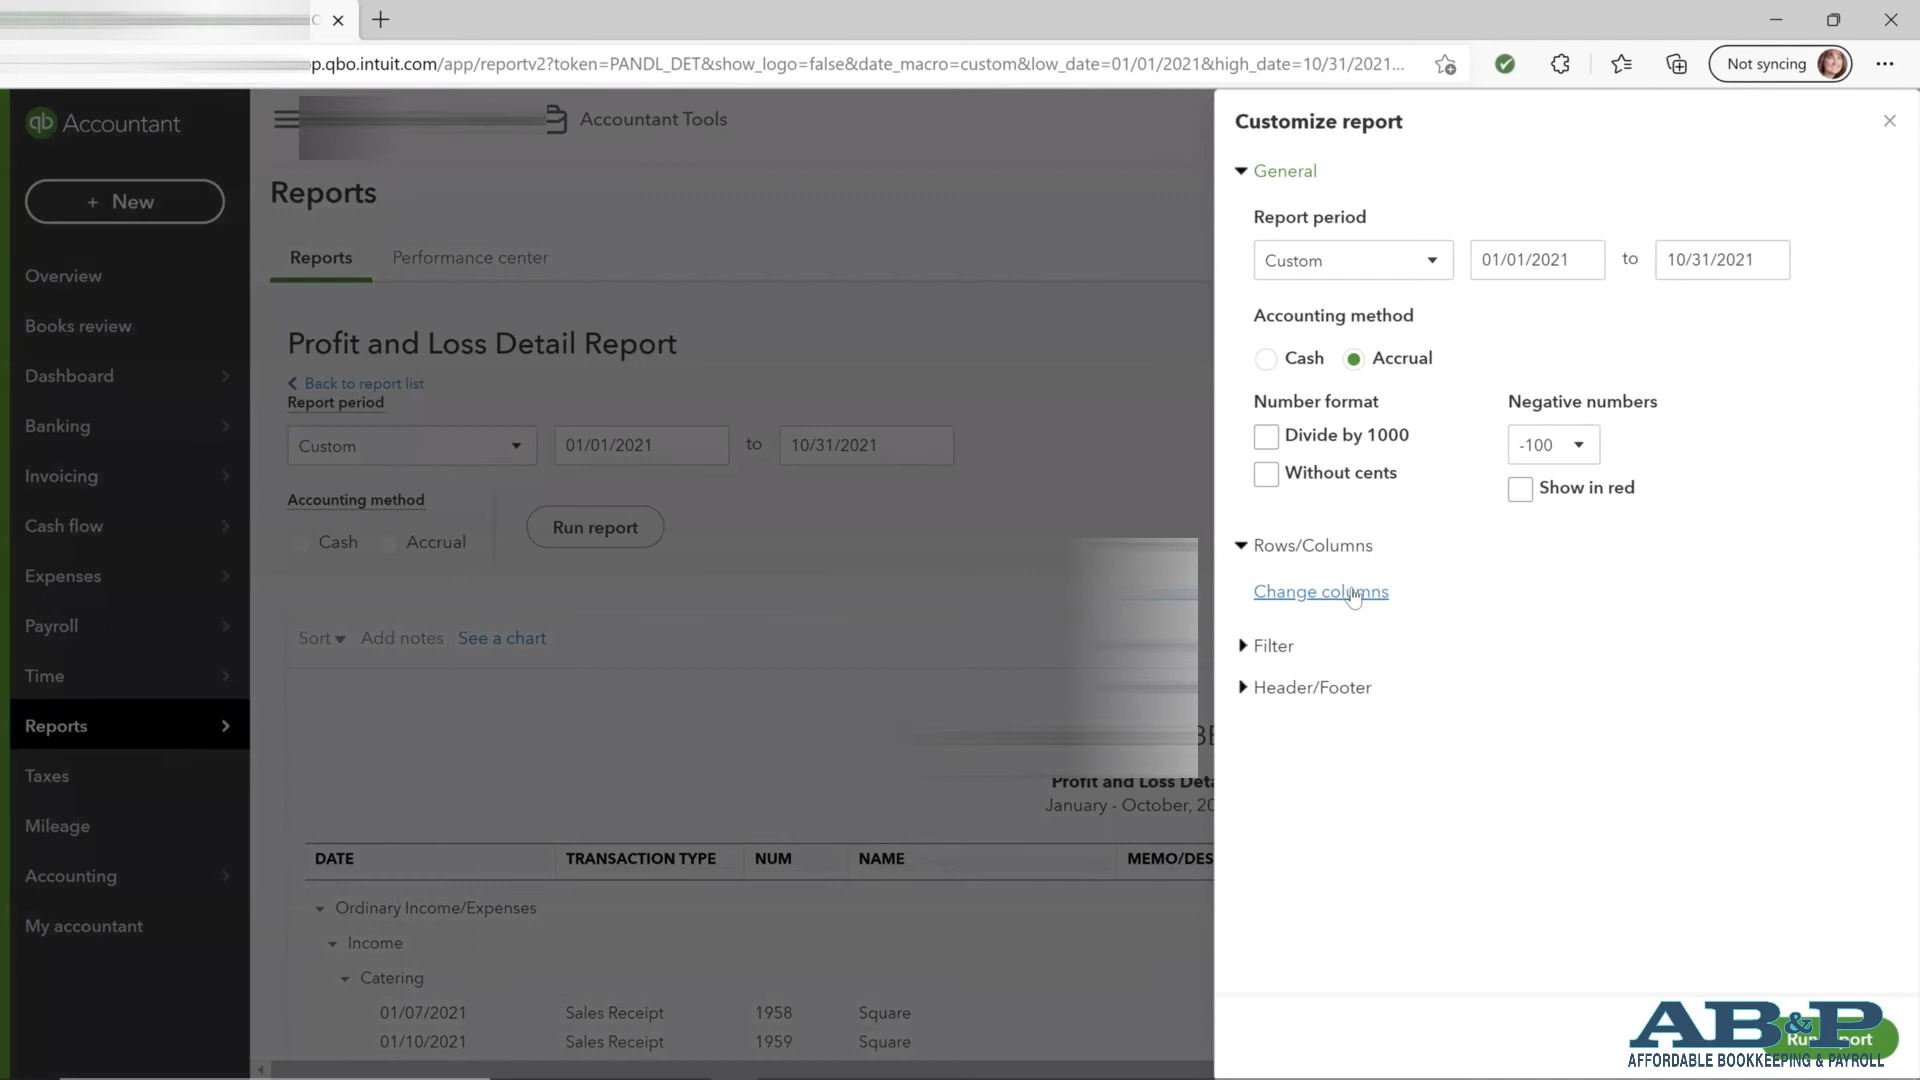 p.qbo.intuit.com/app/reportv2?token=PANDL_DET&show_logo=false&date_macro=custom&low_date=01/01/2021&high_date=10/31/2021...
Not syncing
qb Accountant
+ New
Overview
Books review
Dashboard
Banking
Invoicing
Cash flow
Expenses
Payroll
Time
Reports
Taxes
Mileage
Accounting
My accountant
Accountant Tools
Reports
Reports
Performance center
Profit and Loss Detail Report
Back to report list
Report period
Custom
01/01/2021 to 10/31/2021
Accounting method
Cash
Accrual
Run report
Sort Add notes See a chart
Profit and Loss Deta
January - October, 20
DATE TRANSACTION TYPE NUM NAME MEMO/DES
Ordinary Income/Expenses
Income
Catering
01/07/2021 Sales Receipt 1958 Square
01/10/2021 Sales Receipt 1959 Square
Customize report
General
Report period
Custom 01/01/2021 to 10/31/2021
Accounting method
Cash Accrual
Number format
Divide by 1000
Without cents
Negative numbers
-100
Show in red
Rows/Columns
Change columns
Filter
Header/Footer
AB&P
AFFORDABLE BOOKKEEPING & PAYROLL